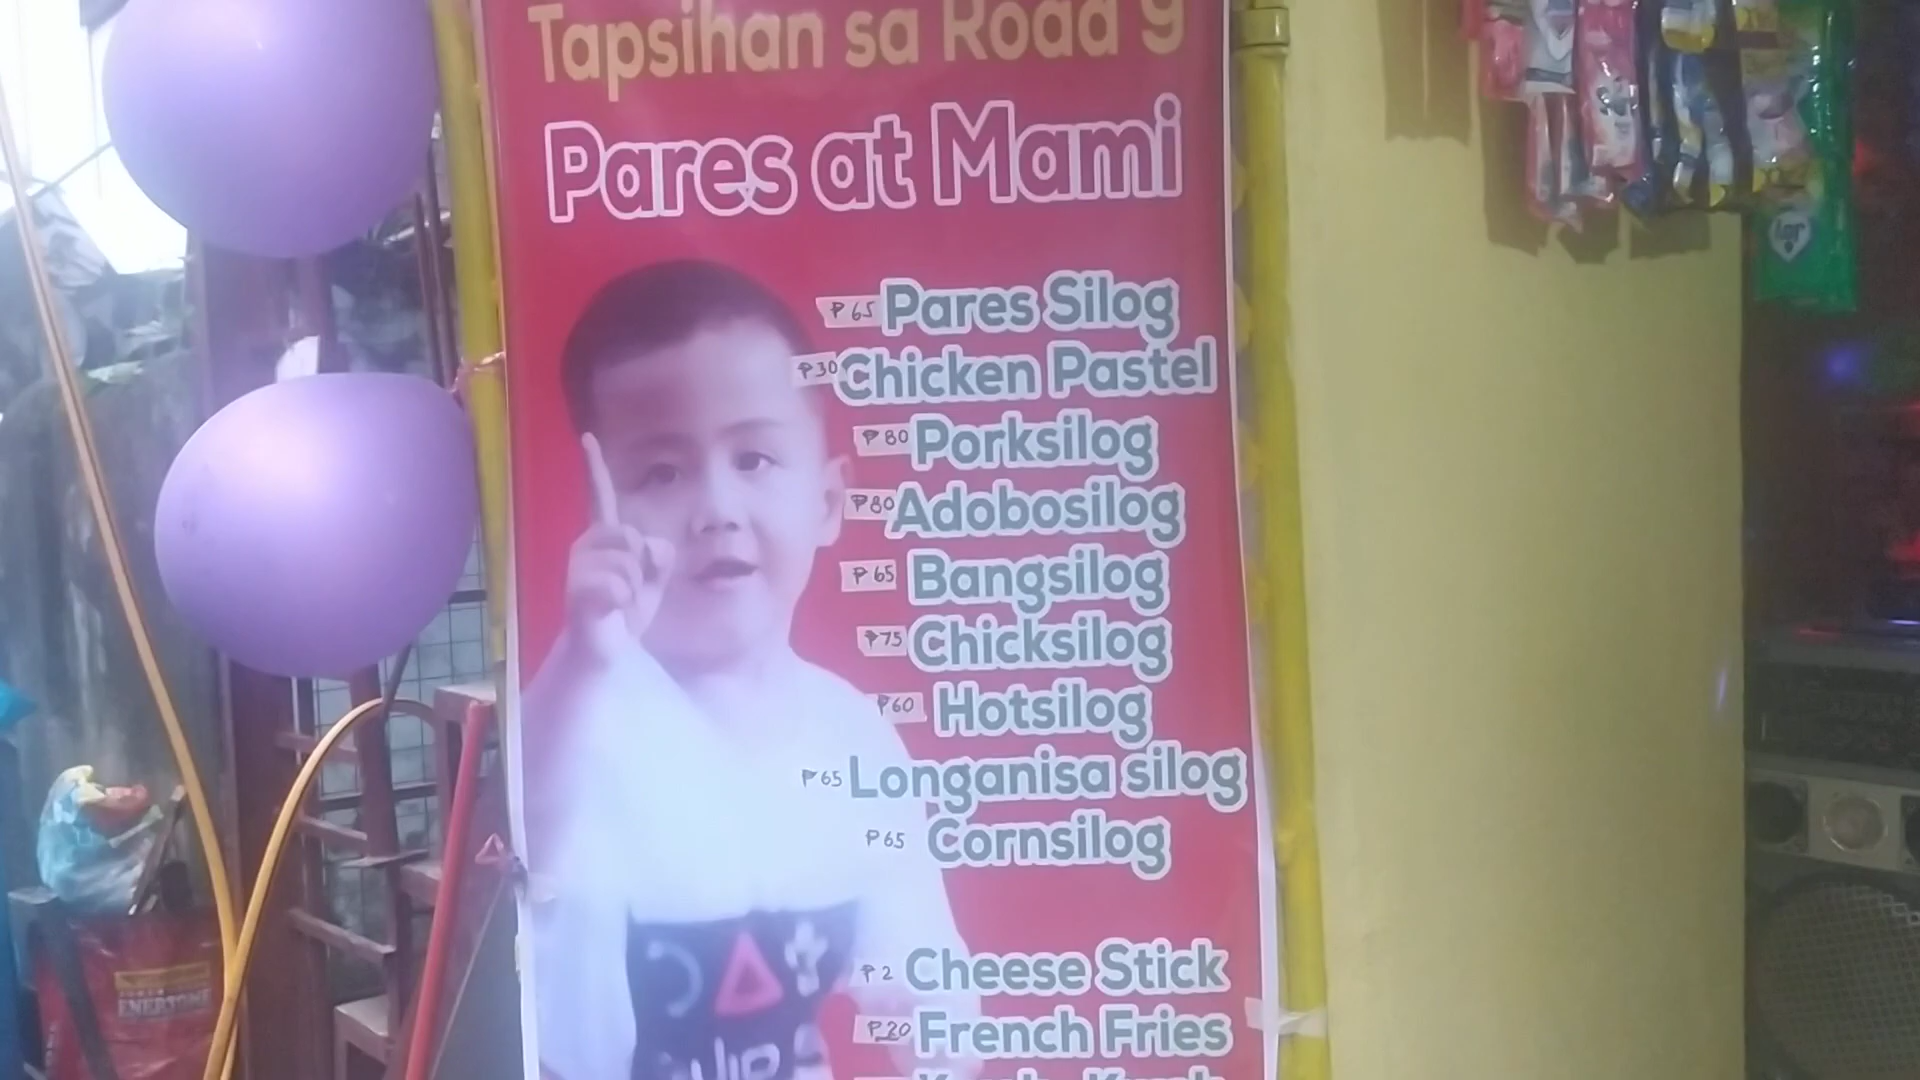 Tapsihan sa Road 9
Pares at Mami
₱65 Pares Silog
₱30 Chicken Pastel
₱80 Porksilog
₱80 Adobosilog
₱65 Bangsilog
₱75 Chicksilog
₱60 Hotsilog
₱65 Longanisa silog
₱65 Cornsilog
₱2 Cheese Stick
₱20 French Fries
ENERTONE